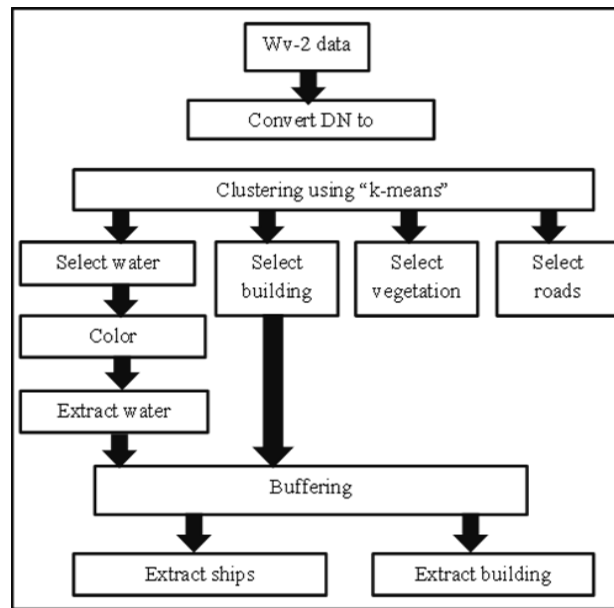 Wv-2 data
Convert DN to
Clustering using “k-means”
Select water
Select
building
Select
vegetation
Select
roads
Color
Extract water
Buffering
Extract ships
Extract building